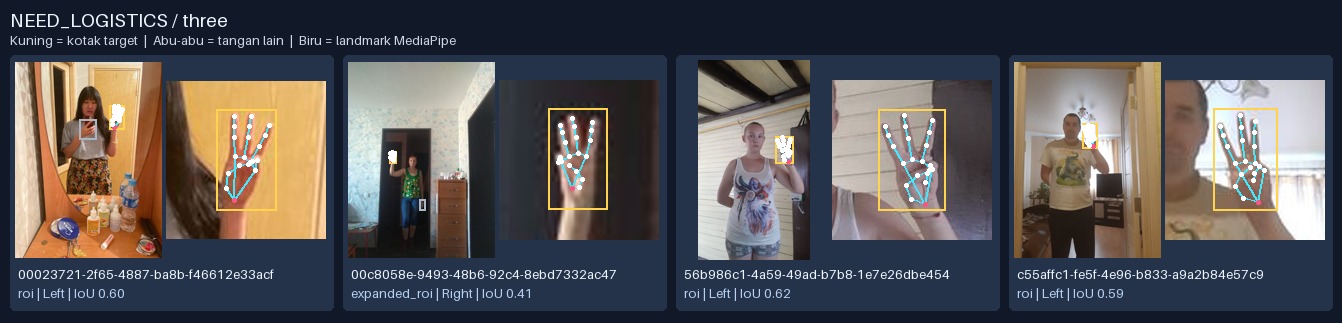 NEED_LOGISTICS / three
Kuning = kotak target | Abu-abu = tangan lain | Biru = landmark MediaPipe
00023721-2f65-4887-ba8b-f46612e33acf
roi | Left | IoU 0.60
00c8058e-9493-48b6-92c4-8ebd7332ac47
expanded_roi | Right | IoU 0.41
56b986c1-4a59-49ad-b7b8-1e7e26dbe454
roi | Left | IoU 0.62
c55affc1-fe5f-4e96-b833-a9a2b84e57c9
roi | Left | IoU 0.59